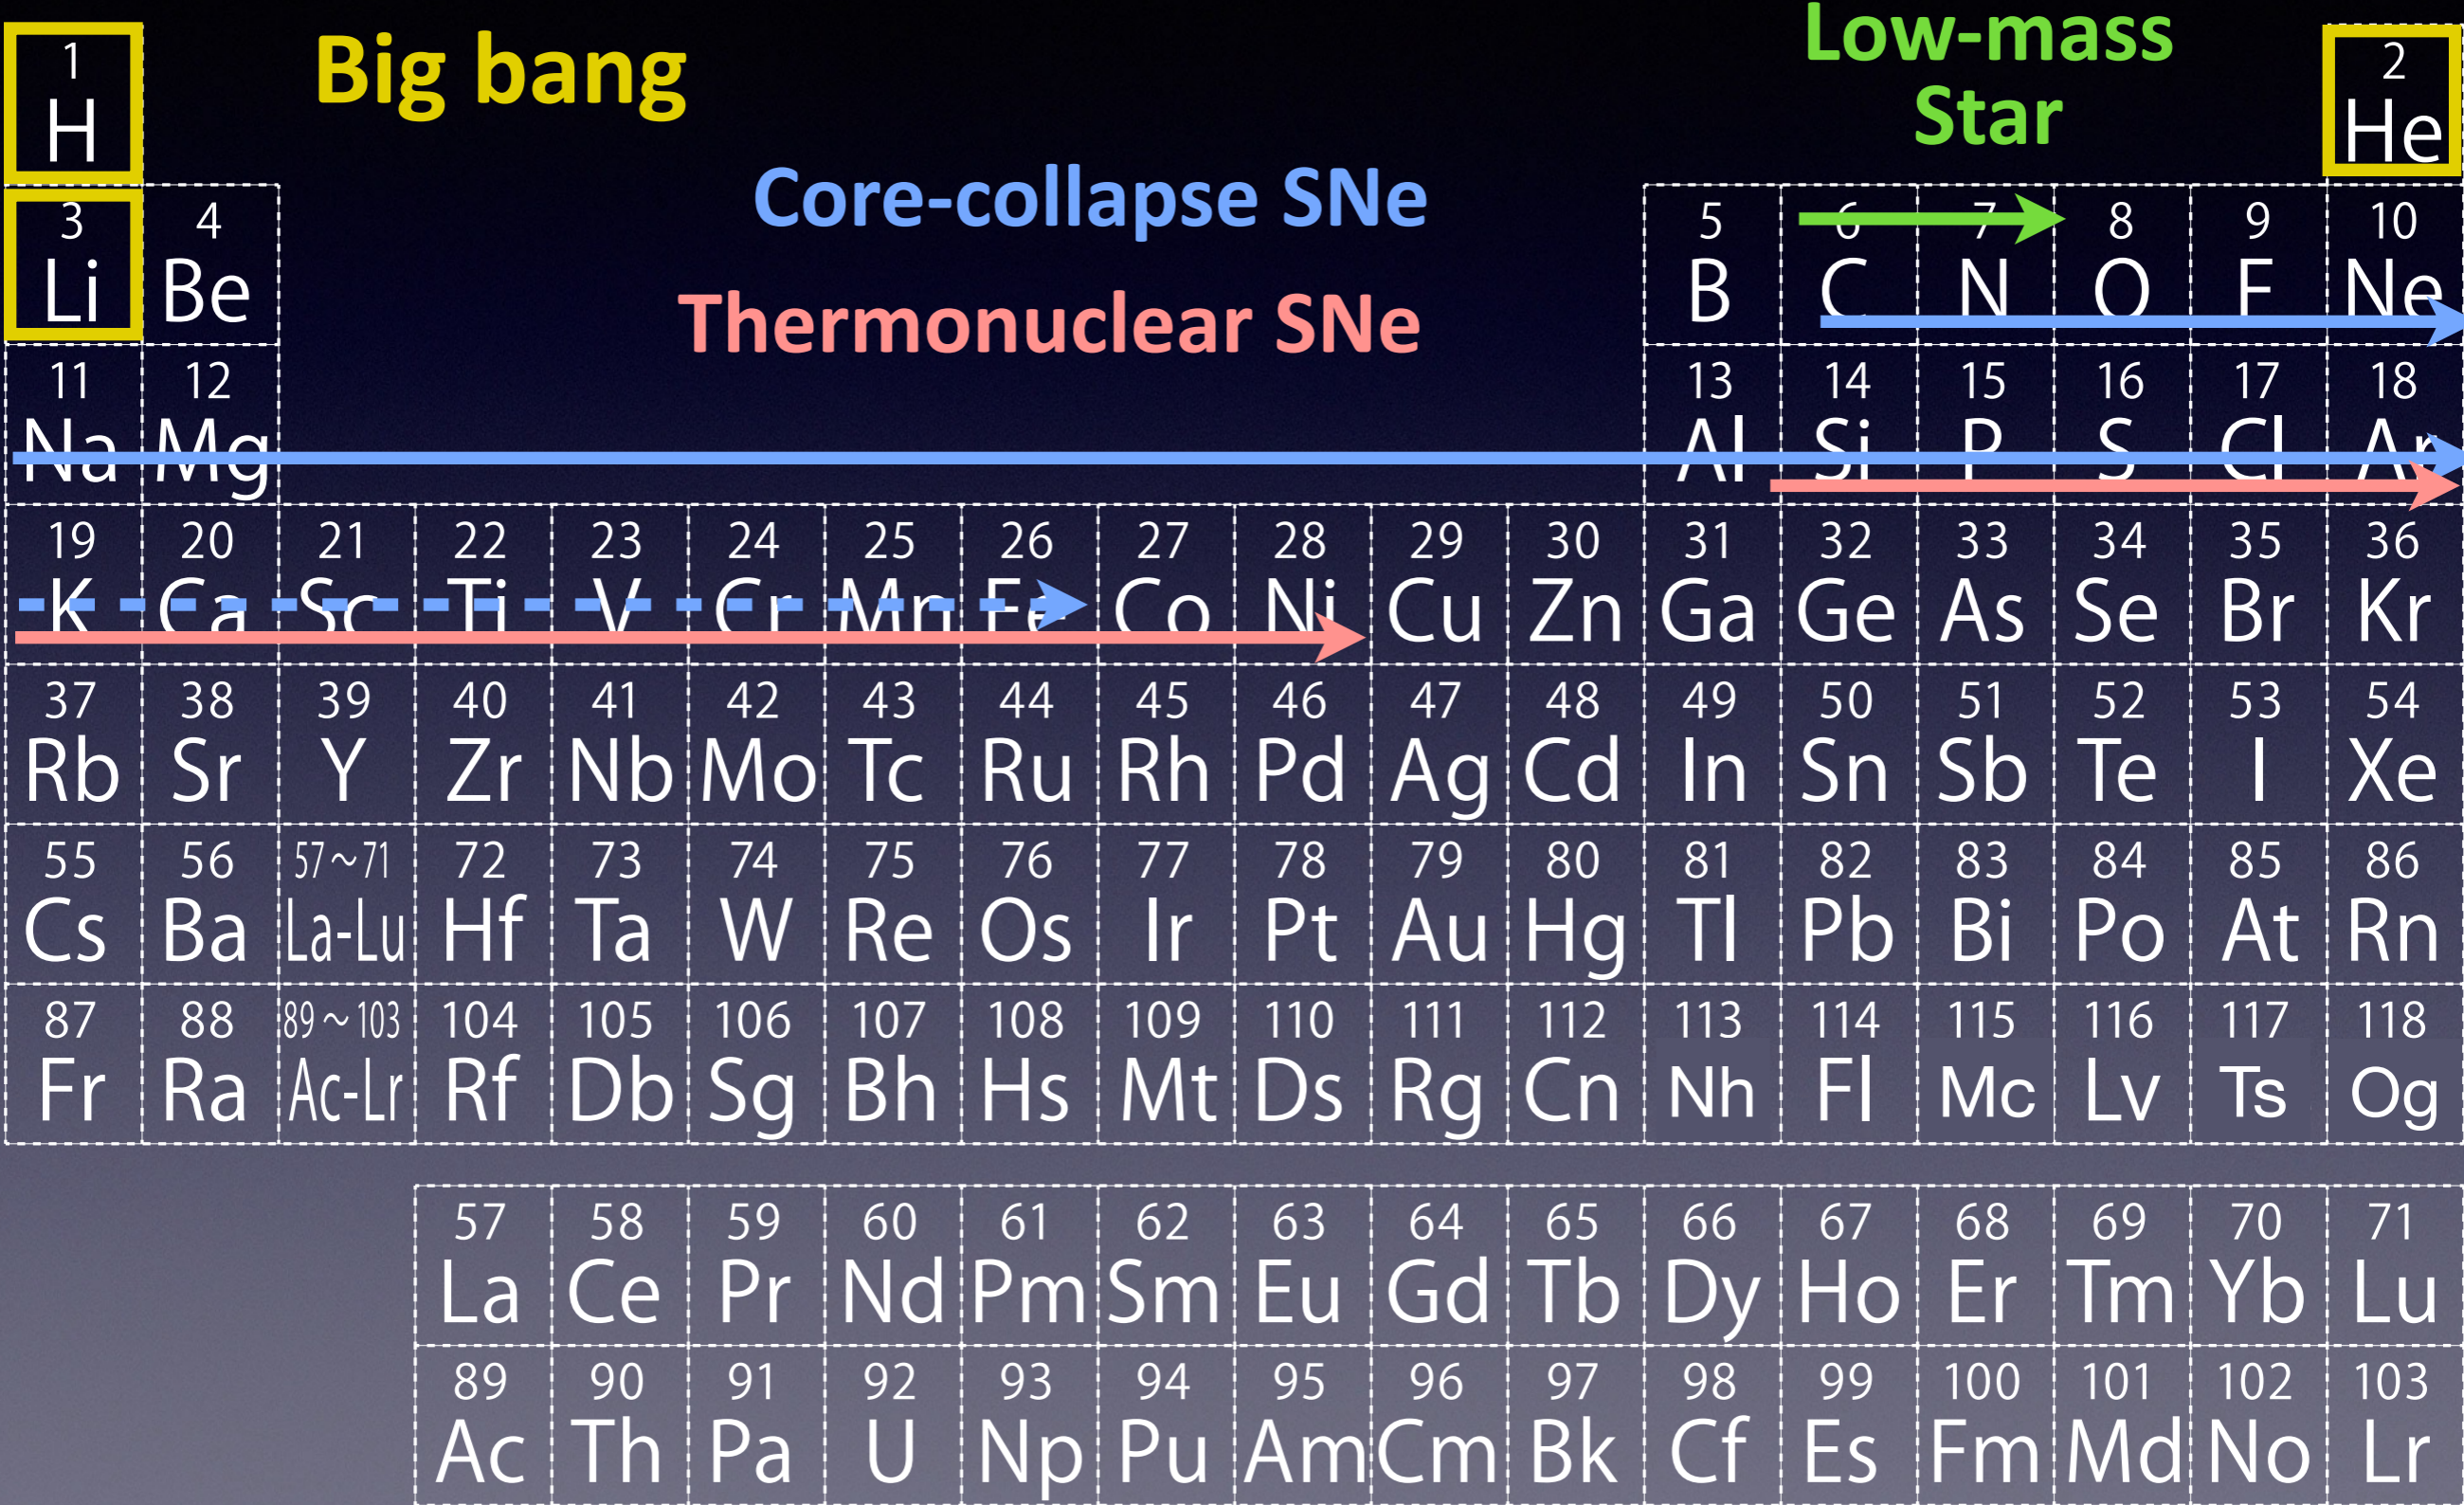 Big bang
Low-mass
Star
Core-collapse SNe
Thermonuclear SNe
1 2
H He
3 4 5 6 7 8 9 10
Li Be B C N O F Ne
11 12 13 14 15 16 17 18
Na Mg Al Si P S Cl Ar
19 20 21 22 23 24 25 26 27 28 29 30 31 32 33 34 35 36
K Ca Sc Ti V Cr Mn Fe Co Ni Cu Zn Ga Ge As Se Br Kr
37 38 39 40 41 42 43 44 45 46 47 48 49 50 51 52 53 54
Rb Sr Y Zr Nb Mo Tc Ru Rh Pd Ag Cd In Sn Sb Te I Xe
55 56 57~71 72 73 74 75 76 77 78 79 80 81 82 83 84 85 86
Cs Ba La-Lu Hf Ta W Re Os Ir Pt Au Hg Tl Pb Bi Po At Rn
87 88 89~103 104 105 106 107 108 109 110 111 112 113 114 115 116 117 118
Fr Ra Ac-Lr Rf Db Sg Bh Hs Mt Ds Rg Cn Nh Fl Mc Lv Ts Og
57 58 59 60 61 62 63 64 65 66 67 68 69 70 71
La Ce Pr Nd Pm Sm Eu Gd Tb Dy Ho Er Tm Yb Lu
89 90 91 92 93 94 95 96 97 98 99 100 101 102 103
Ac Th Pa U Np Pu Am Cm Bk Cf Es Fm Md No Lr